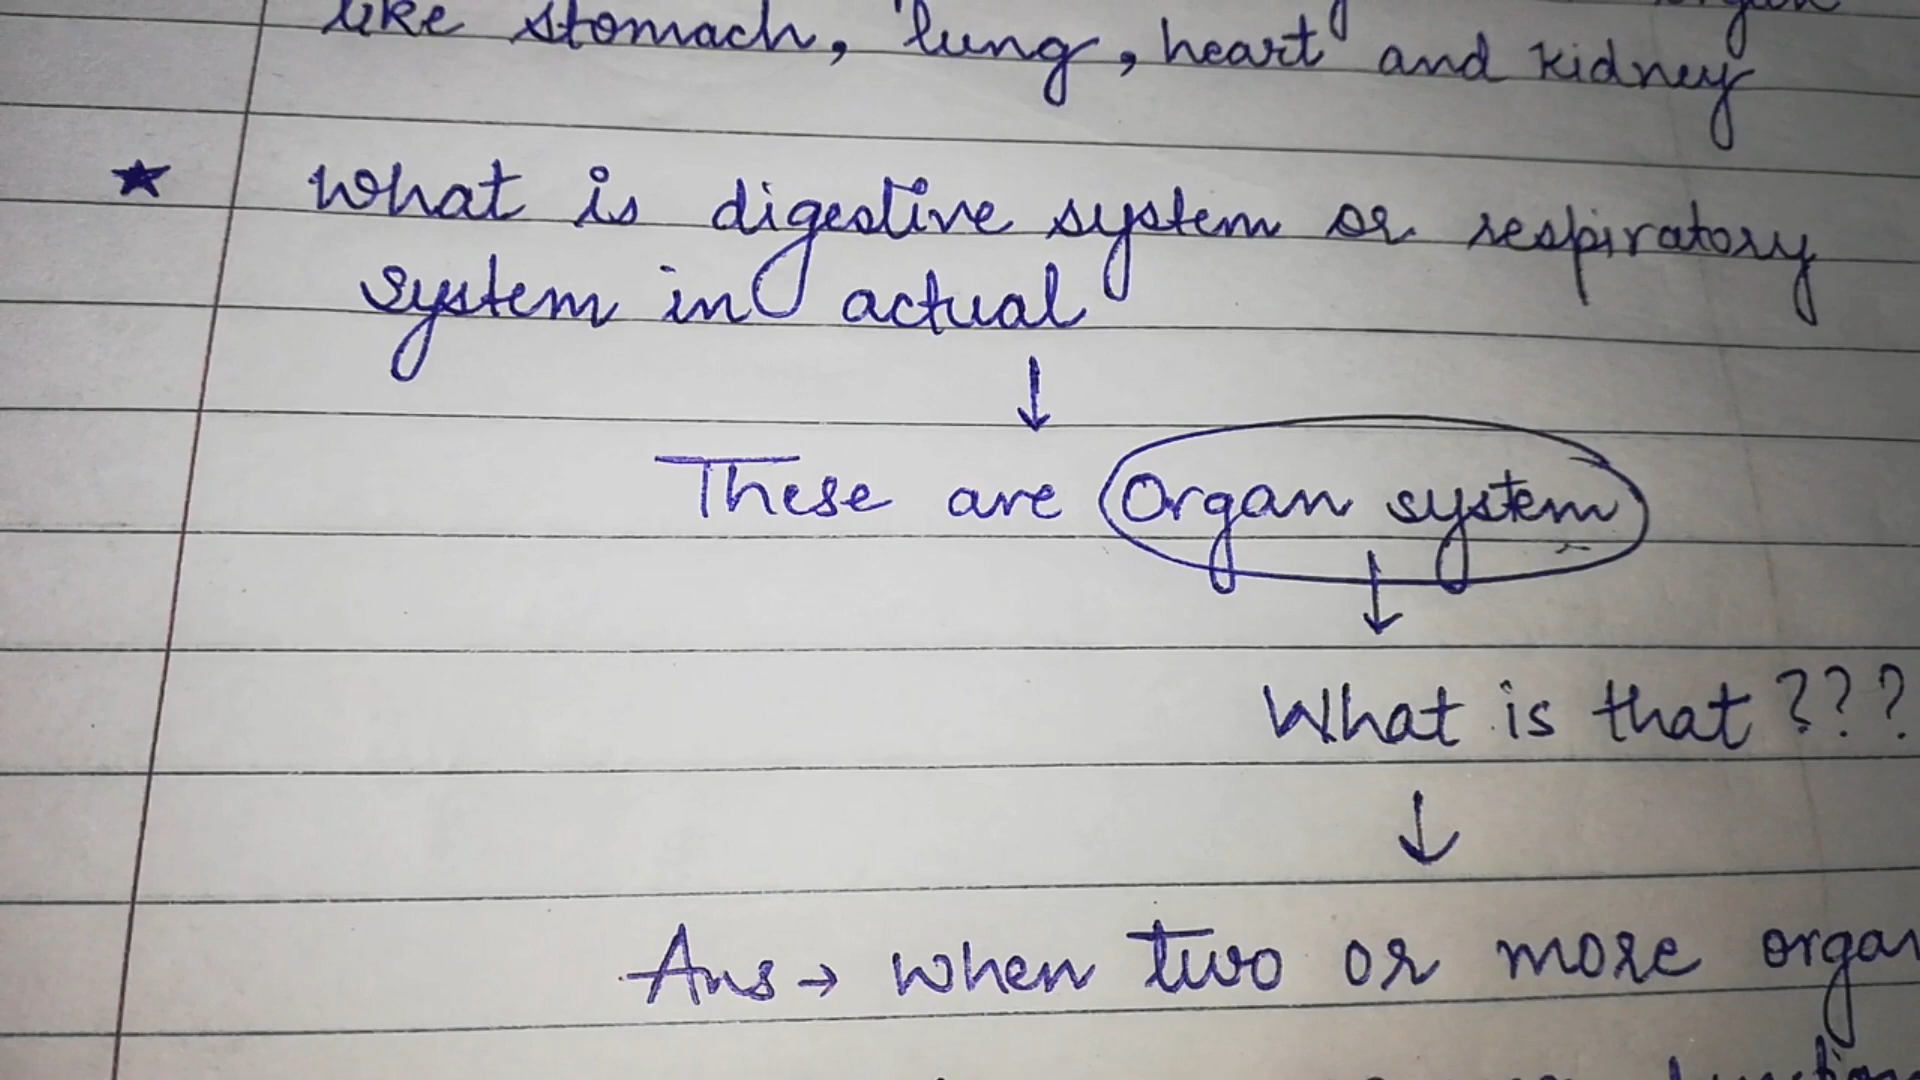 like stomach, lung, heart and kidney
★ What is digestive system or respiratory
system in actual
↓
These are Organ system
↓
What is that ???
↓
Ans → when two or more organ